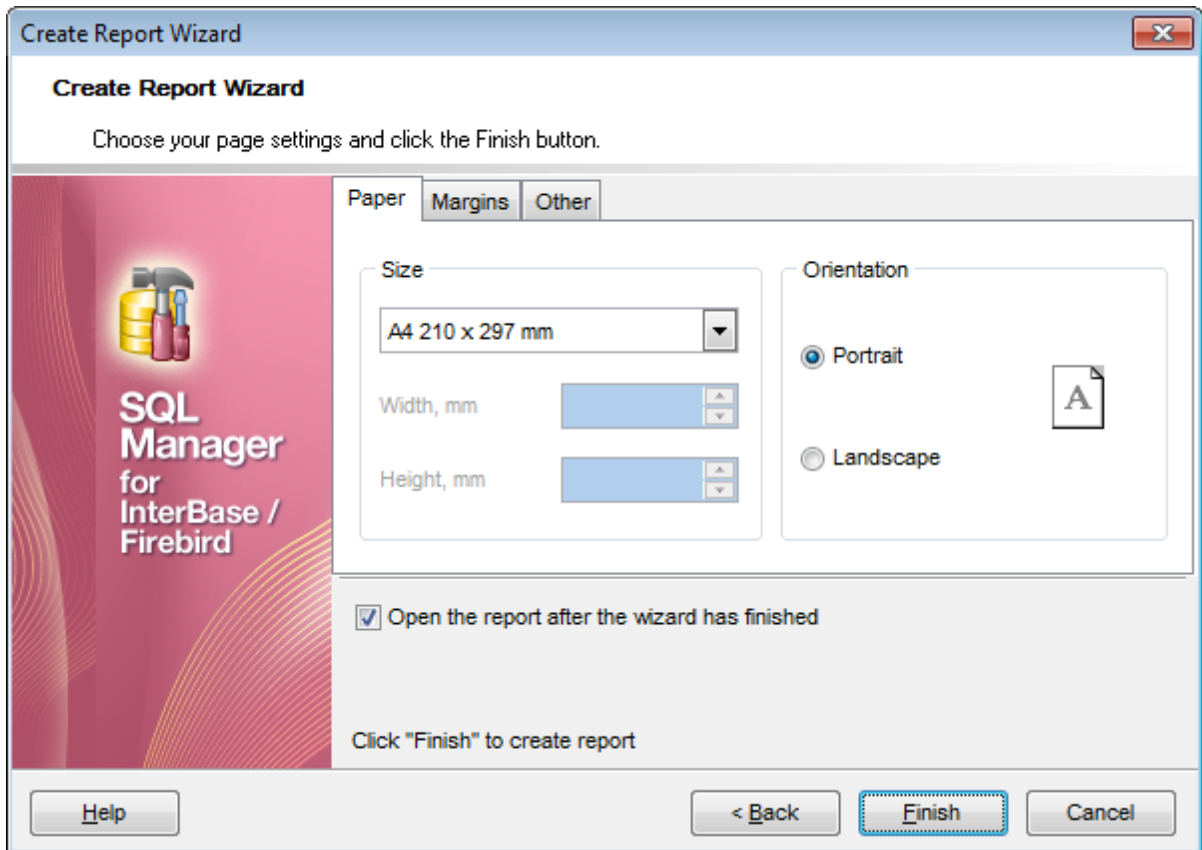 Create Report Wizard
Create Report Wizard
Choose your page settings and click the Finish button.
Paper Margins Other
Size
A4 210 x 297 mm
Width, mm
Height, mm
Orientation
Portrait
A
Landscape
SQL
Manager
for
InterBase /
Firebird
Open the report after the wizard has finished
Click "Finish" to create report
Help
< Back
Finish
Cancel